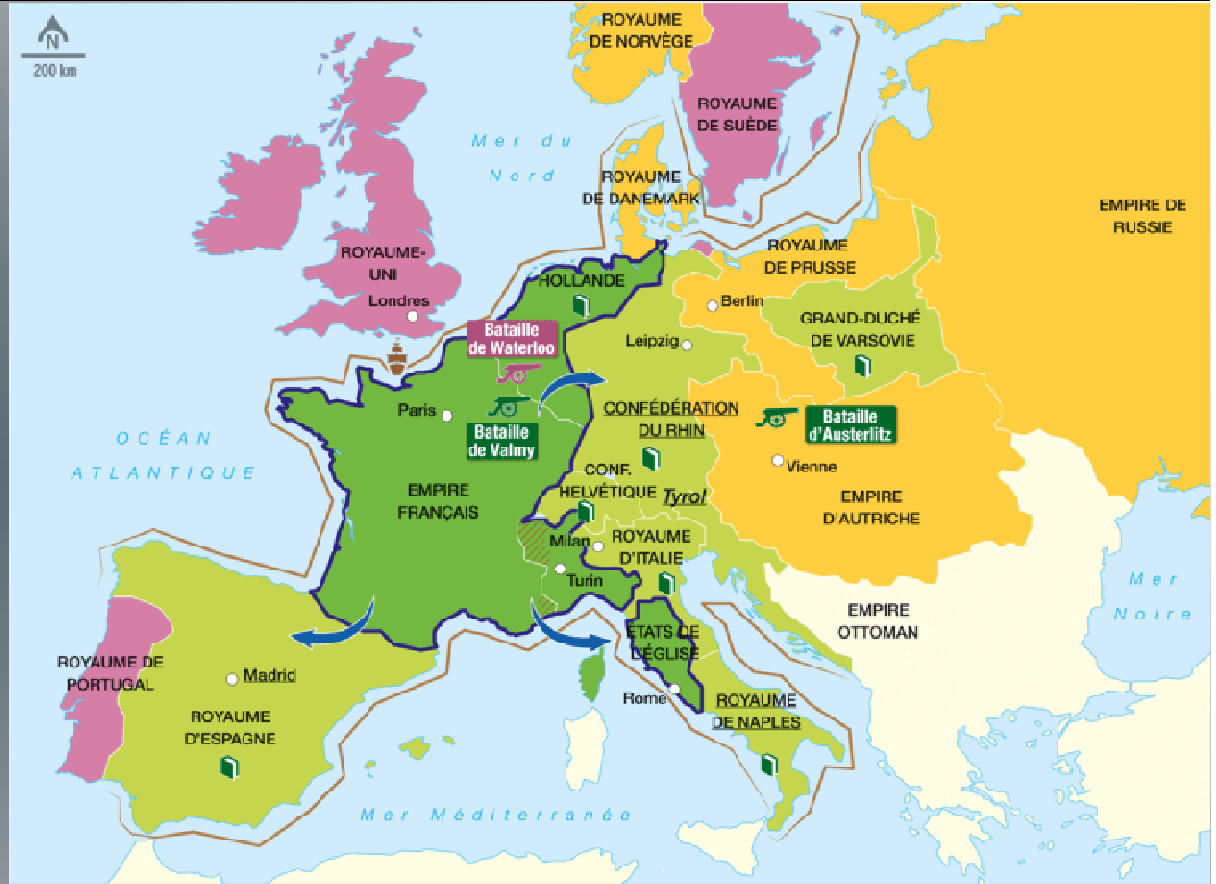 N
200 km
ROYAUME
DE NORVÈGE
ROYAUME
DE SUÈDE
Mer du
Nord
ROYAUME
DE DANEMARK
EMPIRE DE
RUSSIE
ROYAUME-
UNI
Londres
HOLLANDE
ROYAUME
DE PRUSSE
Berlin
GRAND-DUCHÉ
DE VARSOVIE
Leipzig
Bataille
de Waterloo
Paris
Bataille
de Valmy
CONFÉDÉRATION
DU RHIN
Bataille
d'Austerlitz
Vienne
OCÉAN
ATLANTIQUE
EMPIRE
FRANÇAIS
CONF.
HELVÉTIQUE
Tyrol
EMPIRE
D'AUTRICHE
Milan
ROYAUME
D'ITALIE
Turin
Mer
Noire
EMPIRE
OTTOMAN
ÉTATS DE
L'ÉGLISE
Rome
ROYAUME
DE NAPLES
ROYAUME DE
PORTUGAL
Madrid
ROYAUME
D'ESPAGNE
Mer Méditerranée